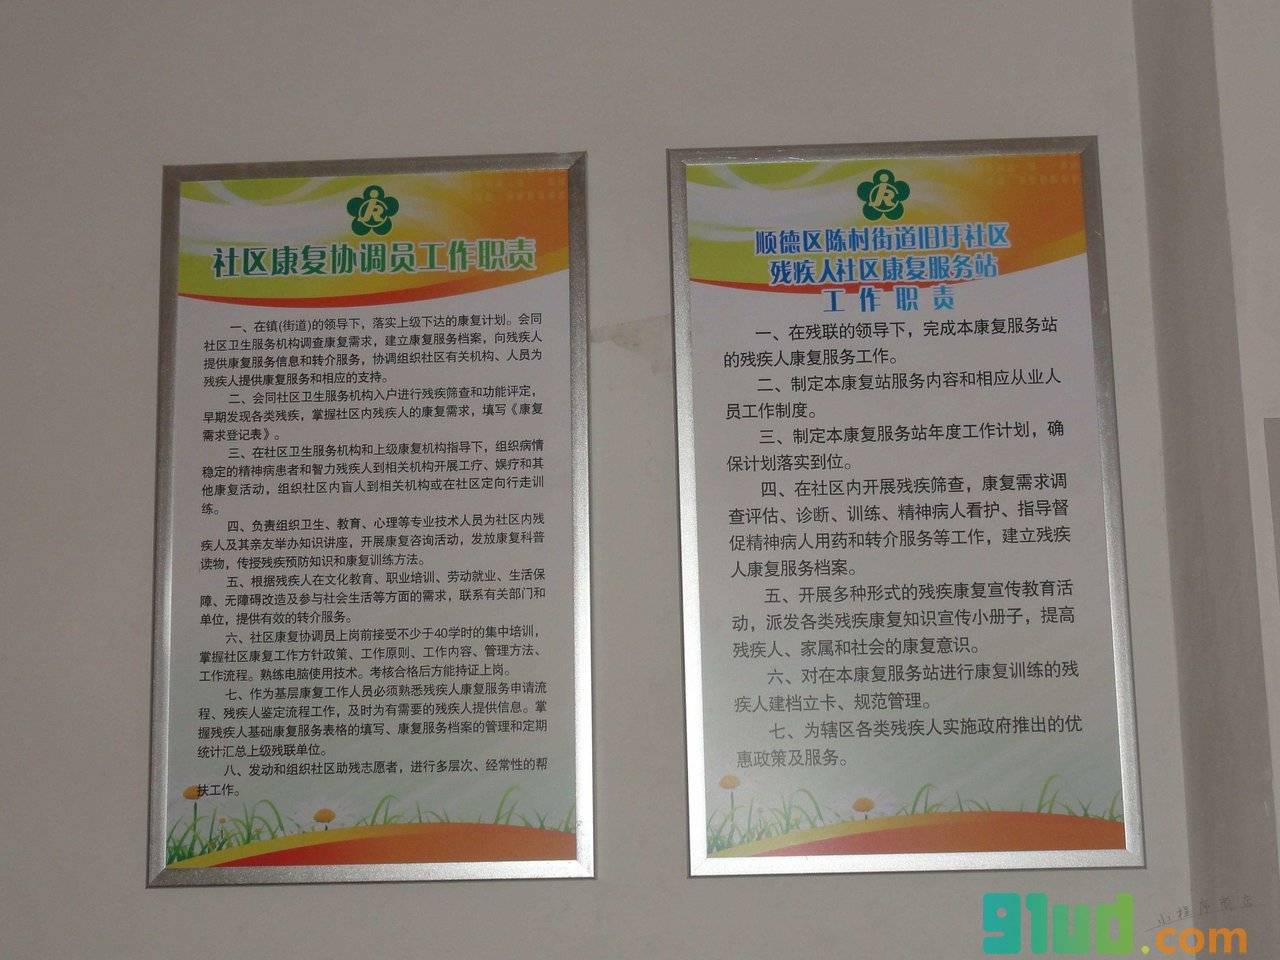 社区康复协调员工作职责
一、在镇(街道)的领导下，落实上级下达的康复计划。会同
社区卫生服务机构调查康复需求，建立康复服务档案，向残疾人
提供康复服务信息和转介服务，协调组织社区有关机构、人员为
残疾人提供康复服务和相应的支持。
二、会同社区卫生服务机构入户进行残疾筛查和功能评定，
早期发现各类残疾，掌握社区内残疾人的康复需求，填写《康复
需求登记表》。
三、在社区卫生服务机构和上级康复机构指导下，组织病情
稳定的精神病患者和智力残疾人到相关机构开展工疗、娱疗和其
他康复活动，组织社区内盲人到相关机构或在社区定向行走训
练。
四、负责组织卫生、教育、心理等专业技术人员为社区内残
疾人及其亲友举办知识讲座，开展康复咨询活动，发放康复科普
读物，传授残疾预防知识和康复训练方法。
五、根据残疾人在文化教育、职业培训、劳动就业、生活保
障、无障碍改造及参与社会生活等方面的需求，联系有关部门和
单位，提供有效的转介服务。
六、社区康复协调员上岗前接受不少于40学时的集中培训，
掌握社区康复工作方针政策、工作原则、工作内容、管理方法、
工作流程。熟练电脑使用技术。考核合格后方能持证上岗。
七、作为基层康复工作人员必须熟悉残疾人康复服务申请流
程、残疾人鉴定流程工作，及时为有需要的残疾人提供信息。掌
握残疾人基础康复服务表格的填写、康复服务档案的管理和定期
统计汇总上级残联单位。
八、发动和组织社区助残志愿者，进行多层次、经常性的帮
扶工作。
顺德区陈村街道旧圩社区
残疾人社区康复服务站
工作职责
一、在残联的领导下，完成本康复服务站
的残疾人康复服务工作。
二、制定本康复站服务内容和相应从业人
员工作制度。
三、制定本康复服务站年度工作计划，确
保计划落实到位。
四、在社区内开展残疾筛查，康复需求调
查评估、诊断、训练、精神病人看护、指导督
促精神病人用药和转介服务等工作，建立残疾
人康复服务档案。
五、开展多种形式的残疾康复宣传教育活
动，派发各类残疾康复知识宣传小册子，提高
残疾人、家属和社会的康复意识。
六、对在本康复服务站进行康复训练的残
疾人建档立卡、规范管理。
七、为辖区各类残疾人实施政府推出的优
惠政策及服务。
91ud.com